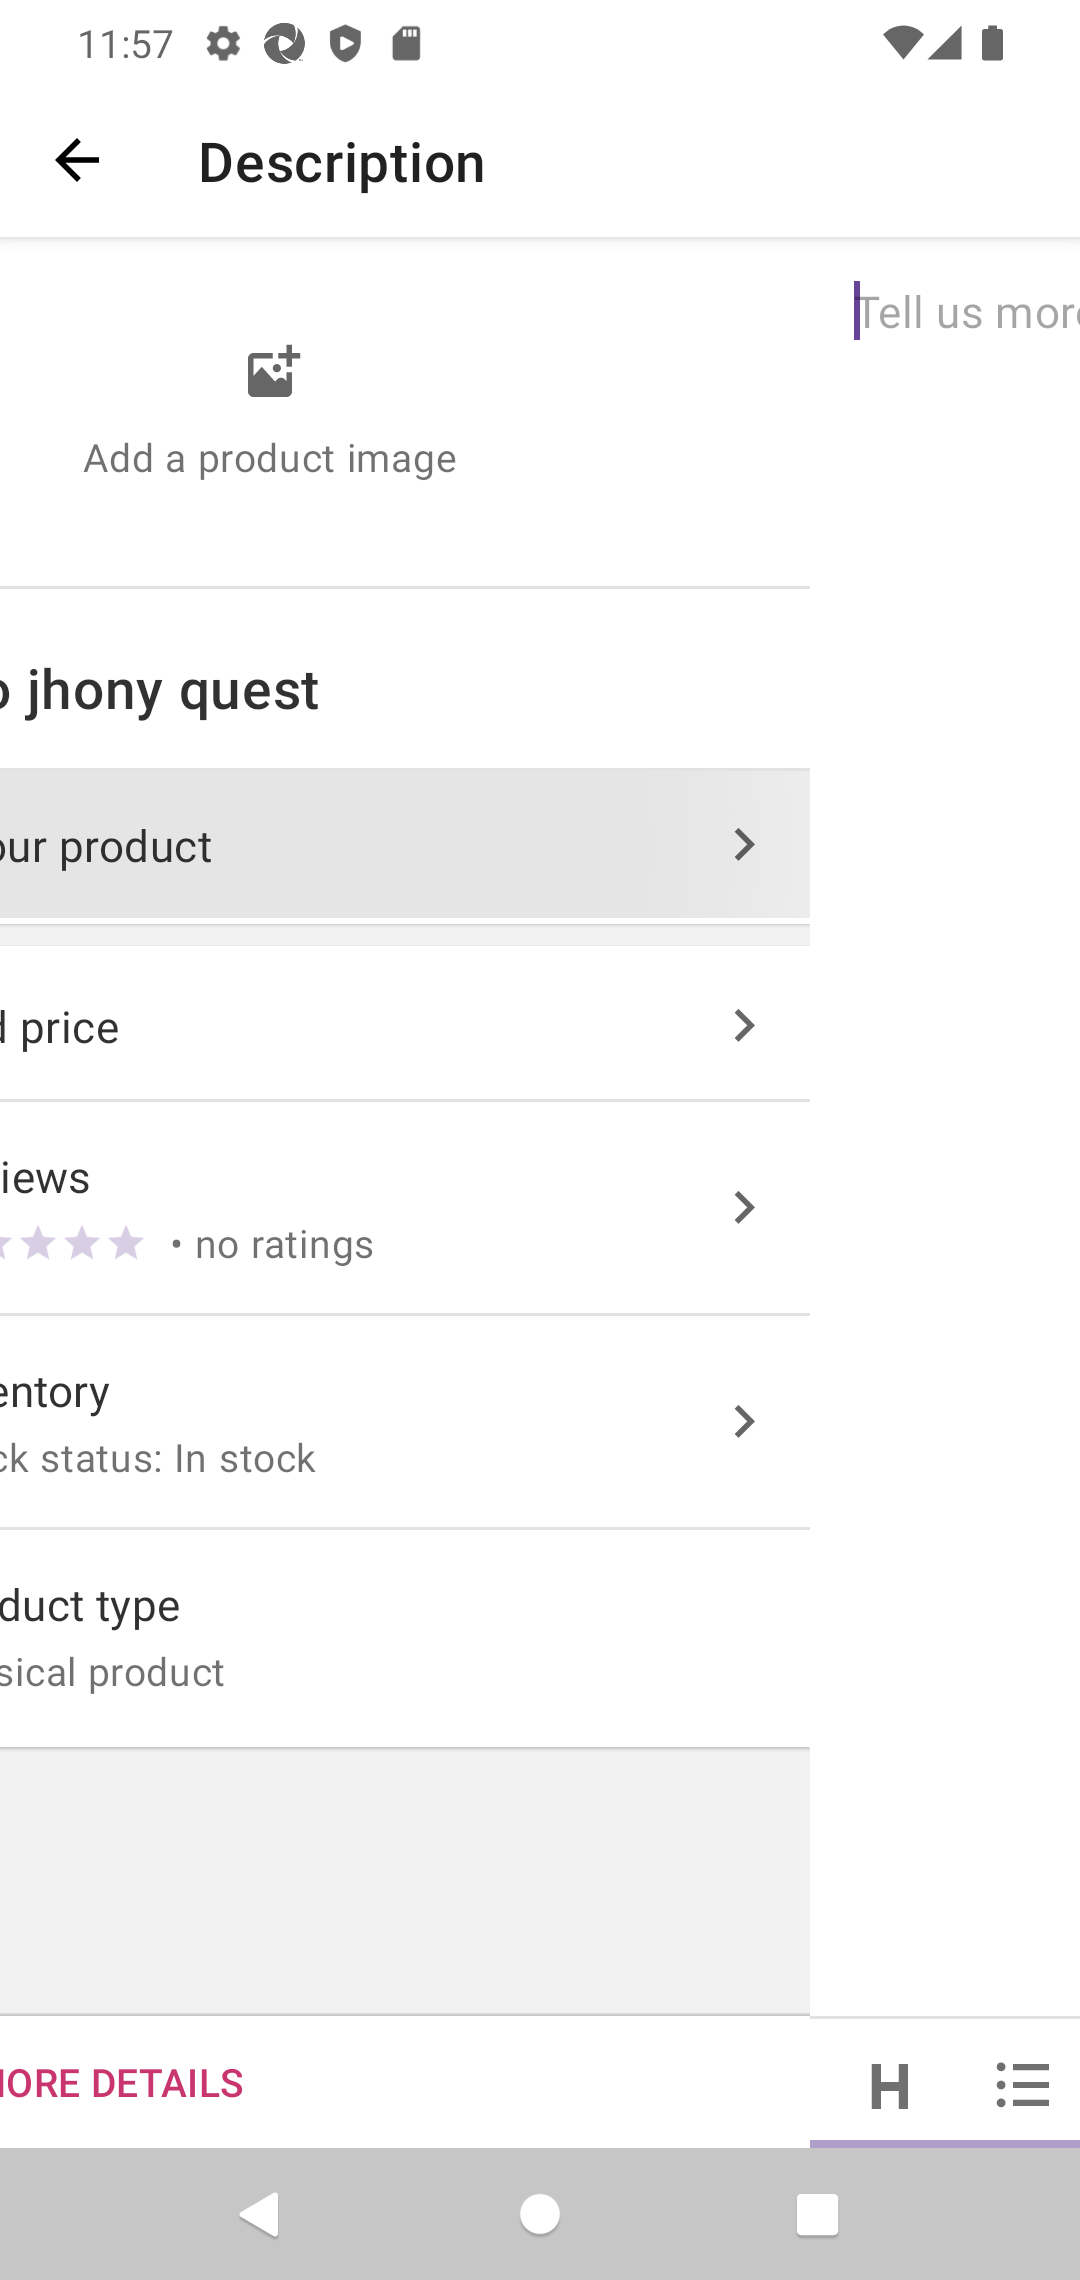 11:57
Description
Tell us more
Add a product image
jhony quest
our product
price
iews
no ratings
entory
ck status: In stock
duct type
sical product
MORE DETAILS